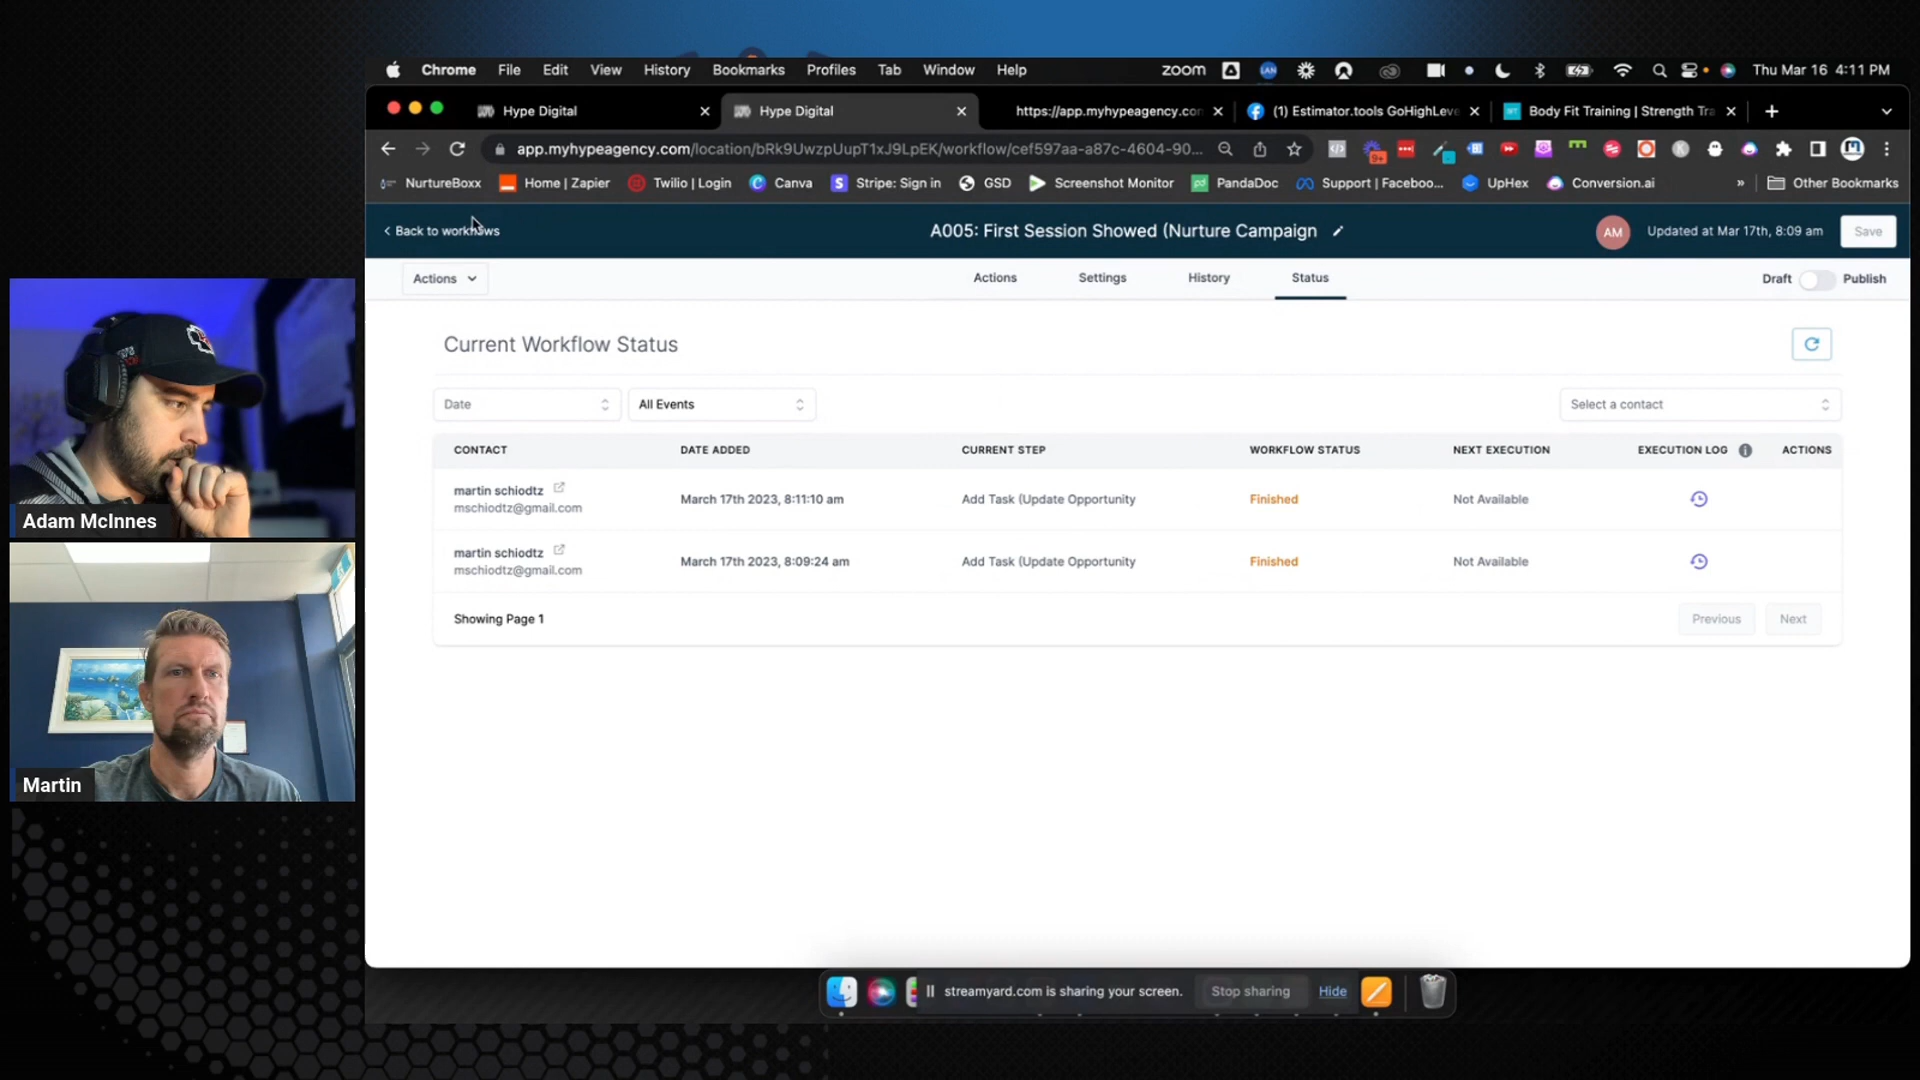 Chrome File Edit View History Bookmarks Profiles Tab Window Help zoom LAN Thu Mar 16 4:11 PM
Hype Digital Hype Digital https://app.myhypeagency.con (1) Estimator.tools GoHighLeve Body Fit Training | Strength Tra
app.myhypeagency.com/location/bRk9UwzpUupT1xJ9LpEK/workflow/cef597aa-a87c-4604-90... 9+
NurtureBoxx Home | Zapier Twilio | Login Canva Stripe: Sign in GSD Screenshot Monitor PandaDoc Support | Faceboo... UpHex Conversion.ai » Other Bookmarks
Back to workflows A005: First Session Showed (Nurture Campaign AM Updated at Mar 17th, 8:09 am Save
Actions Actions Settings History Status Draft Publish
Current Workflow Status
Date All Events Select a contact
CONTACT DATE ADDED CURRENT STEP WORKFLOW STATUS NEXT EXECUTION EXECUTION LOG ACTIONS
martin schiodtz
mschiodtz@gmail.com March 17th 2023, 8:11:10 am Add Task (Update Opportunity Finished Not Available
martin schiodtz
mschiodtz@gmail.com March 17th 2023, 8:09:24 am Add Task (Update Opportunity Finished Not Available
Showing Page 1 Previous Next
Adam McInnes
Martin
streamyard.com is sharing your screen. Stop sharing Hide